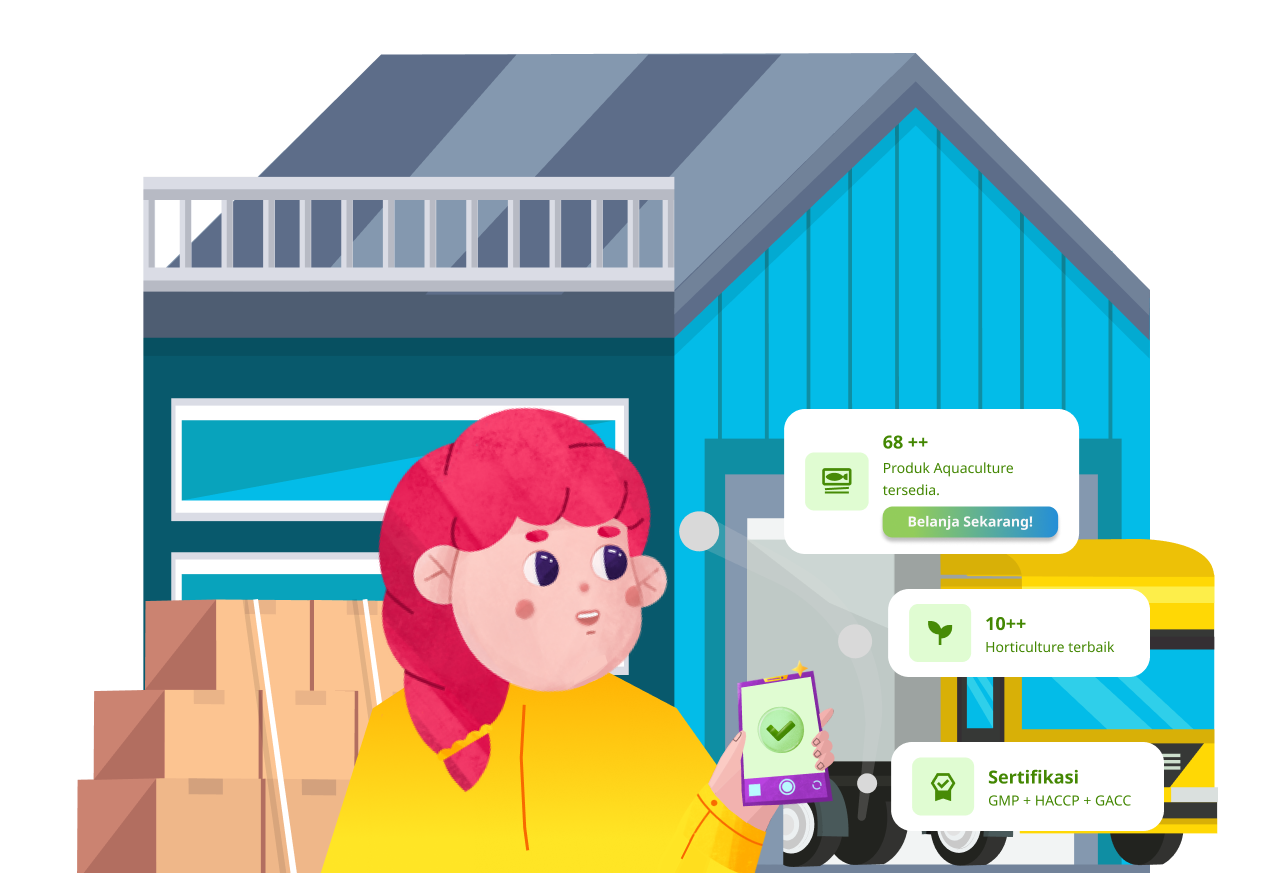 68 ++
Produk Aquaculture
tersedia.
Belanja Sekarang!
10++
Horticulture terbaik
Sertifikasi
GMP + HACCP + GACC